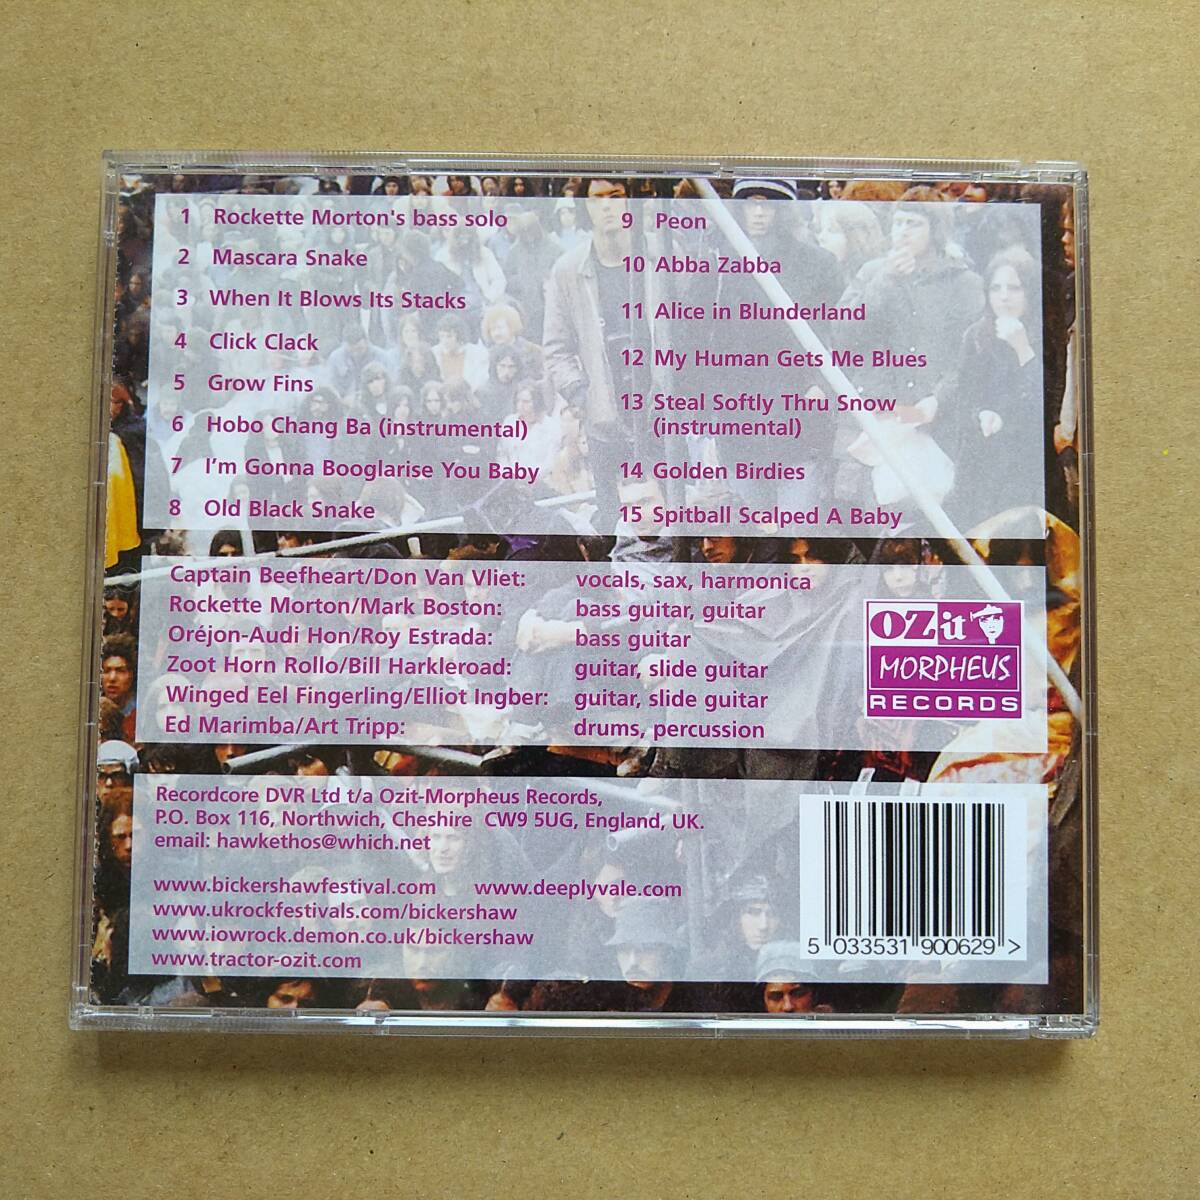 1 Rockette Morton's bass solo
2 Mascara Snake
3 When It Blows Its Stacks
4 Click Clack
5 Grow Fins
6 Hobo Chang Ba (instrumental)
7 I'm Gonna Booglarise You Baby
8 Old Black Snake
9 Peon
10 Abba Zabba
11 Alice in Blunderland
12 My Human Gets Me Blues
13 Steal Softly Thru Snow
(instrumental)
14 Golden Birdies
15 Spitball Scalped A Baby
Captain Beefheart/Don Van Vliet: vocals, sax, harmonica
Rockette Morton/Mark Boston: bass guitar, guitar
Oréjon-Audi Hon/Roy Estrada: bass guitar
Zoot Horn Rollo/Bill Harkleroad: guitar, slide guitar
Winged Eel Fingerling/Elliot Ingber: guitar, slide guitar
Ed Marimba/Art Tripp: drums, percussion
OZit
MORPHEUS
RECORDS
Recordcore DVR Ltd t/a Ozit-Morpheus Records,
P.O. Box 116, Northwich, Cheshire CW9 5UG, England, UK.
email: hawkethos@which.net
www.bickershawfestival.com www.deeplyvale.com
www.ukrockfestivals.com/bickershaw
www.iowrock.demon.co.uk/bickershaw
www.tractor-ozit.com
5 033531 900629 >